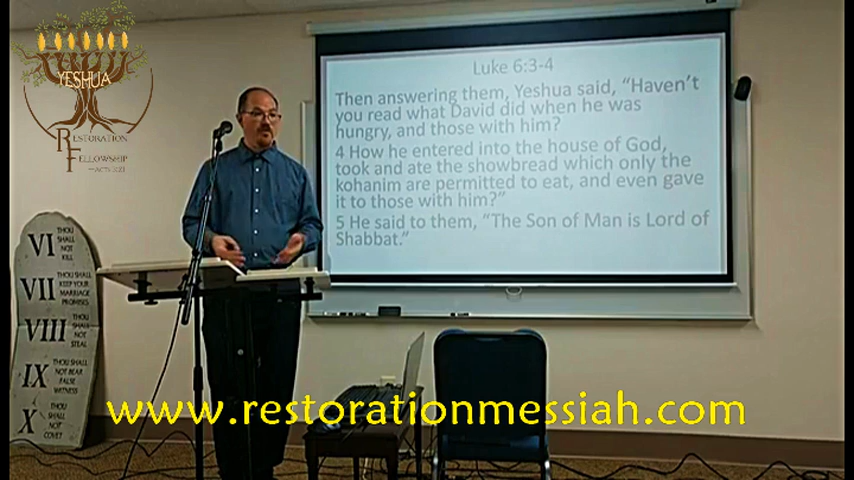 YESHUA
RESTORATION
FELLOWSHIP
Luke 6:3-4
Then answering them, Yeshua said, "Haven't
you read what David did when he was
hungry, and those with him?
4 How he entered into the house of God,
took and ate the showbread which only the
kohanim are permitted to eat, and even gave
it to those with him?"
5 He said to them, "The Son of Man is Lord of
Shabbat."
VI THOU
SHALL
NOT
KILL
VII THOU SHALL
KEEP YOUR
MARRIAGE
PROMISES
VIII THOU
SHALL
NOT
STEAL
IX THOU SHALL
NOT BEAR
FALSE
WITNESS
X THOU
SHALL
NOT
COVET
www.restorationmessiah.com